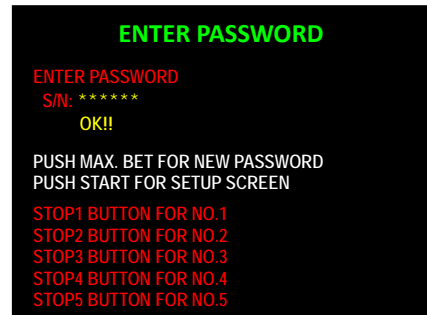 ENTER PASSWORD
ENTER PASSWORD
S/N: ******
OK!!
PUSH MAX. BET FOR NEW PASSWORD
PUSH START FOR SETUP SCREEN
STOP1 BUTTON FOR NO.1
STOP2 BUTTON FOR NO.2
STOP3 BUTTON FOR NO.3
STOP4 BUTTON FOR NO.4
STOP5 BUTTON FOR NO.5